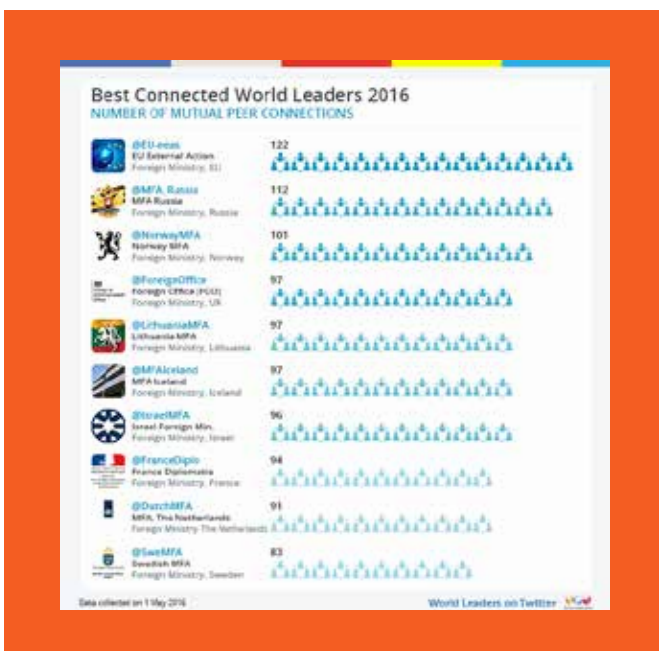 Best Connected World Leaders 2016
NUMBER OF MUTUAL PEER CONNECTIONS
@EU-eeas
EU External Action
Foreign Ministry, EU
122
@MFA_Russia
MFA Russia
Foreign Ministry, Russia
112
@NorwayMFA
Norway MFA
Foreign Ministry, Norway
101
@ForeignOffice
Foreign Office (FCO)
Foreign Ministry, UK
97
@LithuaniaMFA
Lithuania MFA
Foreign Ministry, Lithuania
97
@MFAIceland
MFA Iceland
Foreign Ministry, Iceland
97
@IsraelMFA
Israel Foreign Min.
Foreign Ministry, Israel
96
@FranceDiplo
France Diplomatie
Foreign Ministry, France
94
@DutchMFA
MFA, The Netherlands
Foreign Ministry The Netherlands
91
@SweMFA
Swedish MFA
Foreign Ministry, Sweden
83
Data collected on 1 May 2016
World Leaders on Twitter